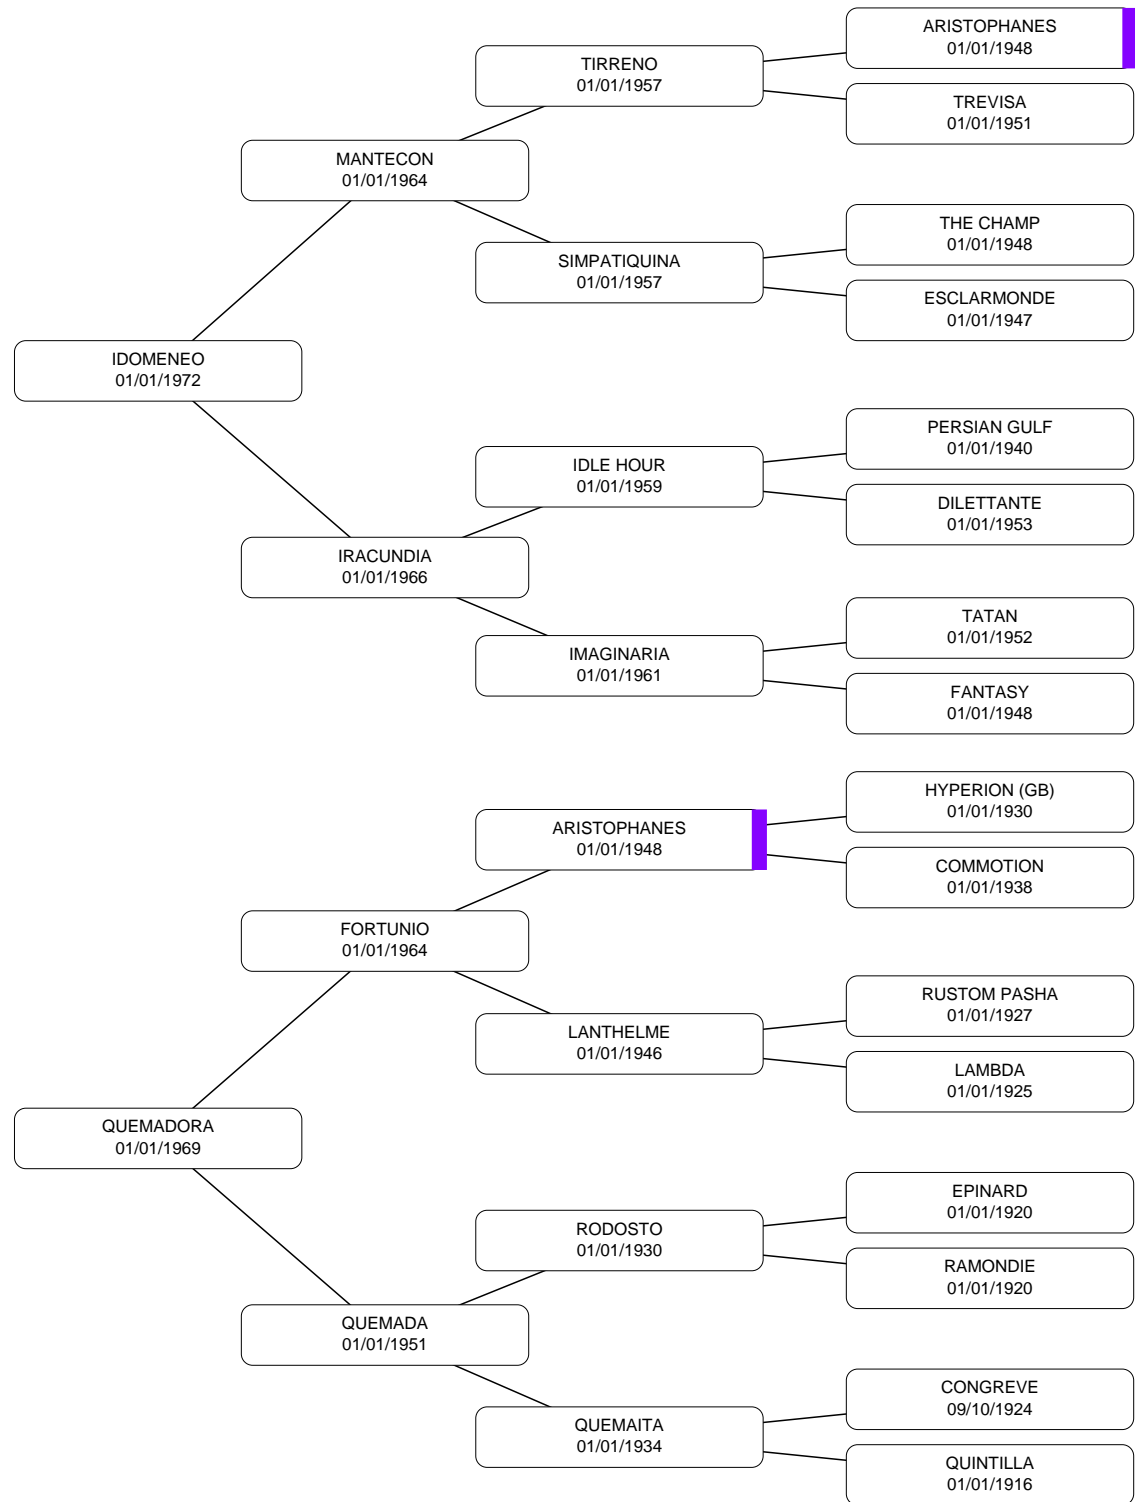 ARISTOPHANES
01/01/1948
TIRRENO
01/01/1957
TREVISA
01/01/1951
MANTECON
01/01/1964
THE CHAMP
01/01/1948
SIMPATIQUINA
01/01/1957
ESCLARMONDE
01/01/1947
IDOMENEO
01/01/1972
PERSIAN GULF
01/01/1940
IDLE HOUR
01/01/1959
DILETTANTE
01/01/1953
IRACUNDIA
01/01/1966
TATAN
01/01/1952
IMAGINARIA
01/01/1961
FANTASY
01/01/1948
HYPERION (GB)
01/01/1930
ARISTOPHANES
01/01/1948
COMMOTION
01/01/1938
FORTUNIO
01/01/1964
RUSTOM PASHA
01/01/1927
LANTHELME
01/01/1946
LAMBDA
01/01/1925
QUEMADORA
01/01/1969
EPINARD
01/01/1920
RODOSTO
01/01/1930
RAMONDIE
01/01/1920
QUEMADA
01/01/1951
CONGREVE
09/10/1924
QUEMAITA
01/01/1934
QUINTILLA
01/01/1916